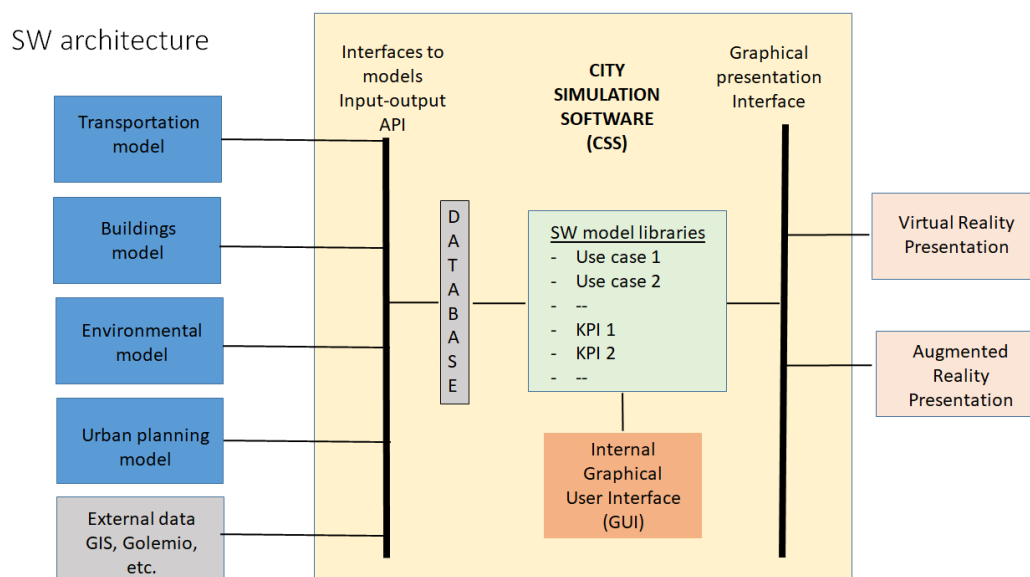 SW architecture
Interfaces to
models
Input-output
API
CITY
SIMULATION
SOFTWARE
(CSS)
Graphical
presentation
Interface
Transportation
model
Buildings
model
Environmental
model
Urban planning
model
External data
GIS, Golemio,
etc.
D
A
T
A
B
A
S
E
SW model libraries
- Use case 1
- Use case 2
- --
- KPI 1
- KPI 2
- --
Internal
Graphical
User Interface
(GUI)
Virtual Reality
Presentation
Augmented
Reality
Presentation